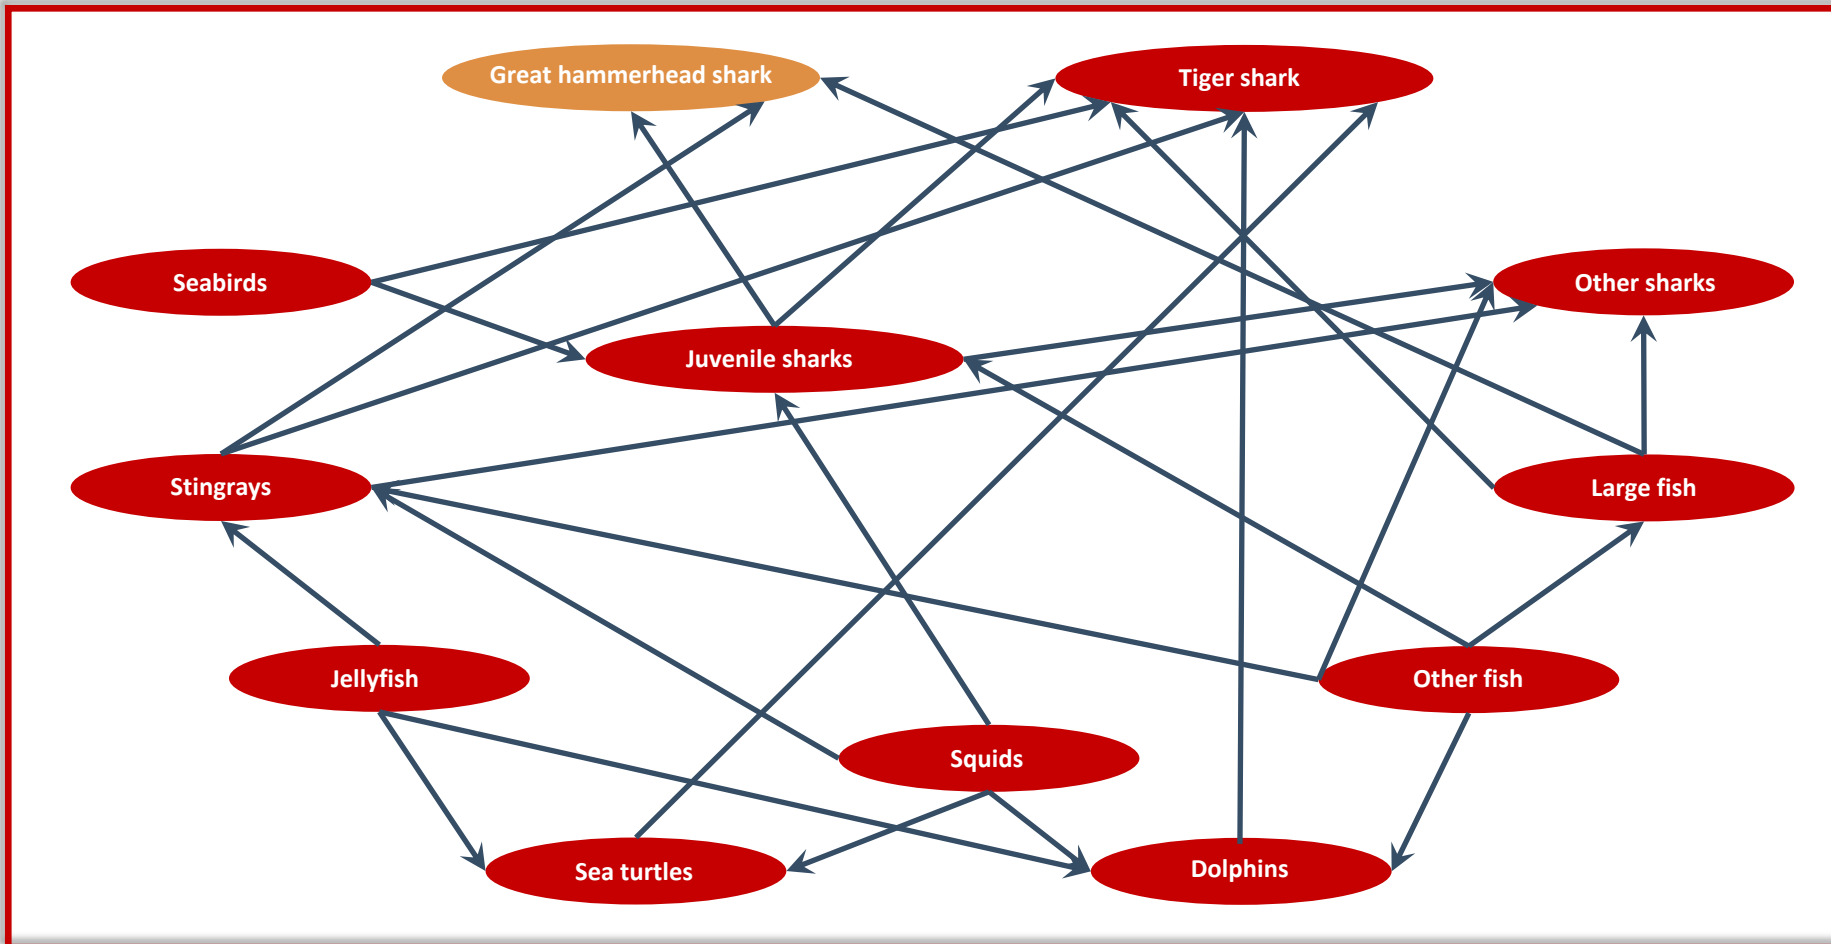 Great hammerhead shark
Tiger shark
Seabirds
Other sharks
Juvenile sharks
Stingrays
Large fish
Jellyfish
Other fish
Squids
Sea turtles
Dolphins